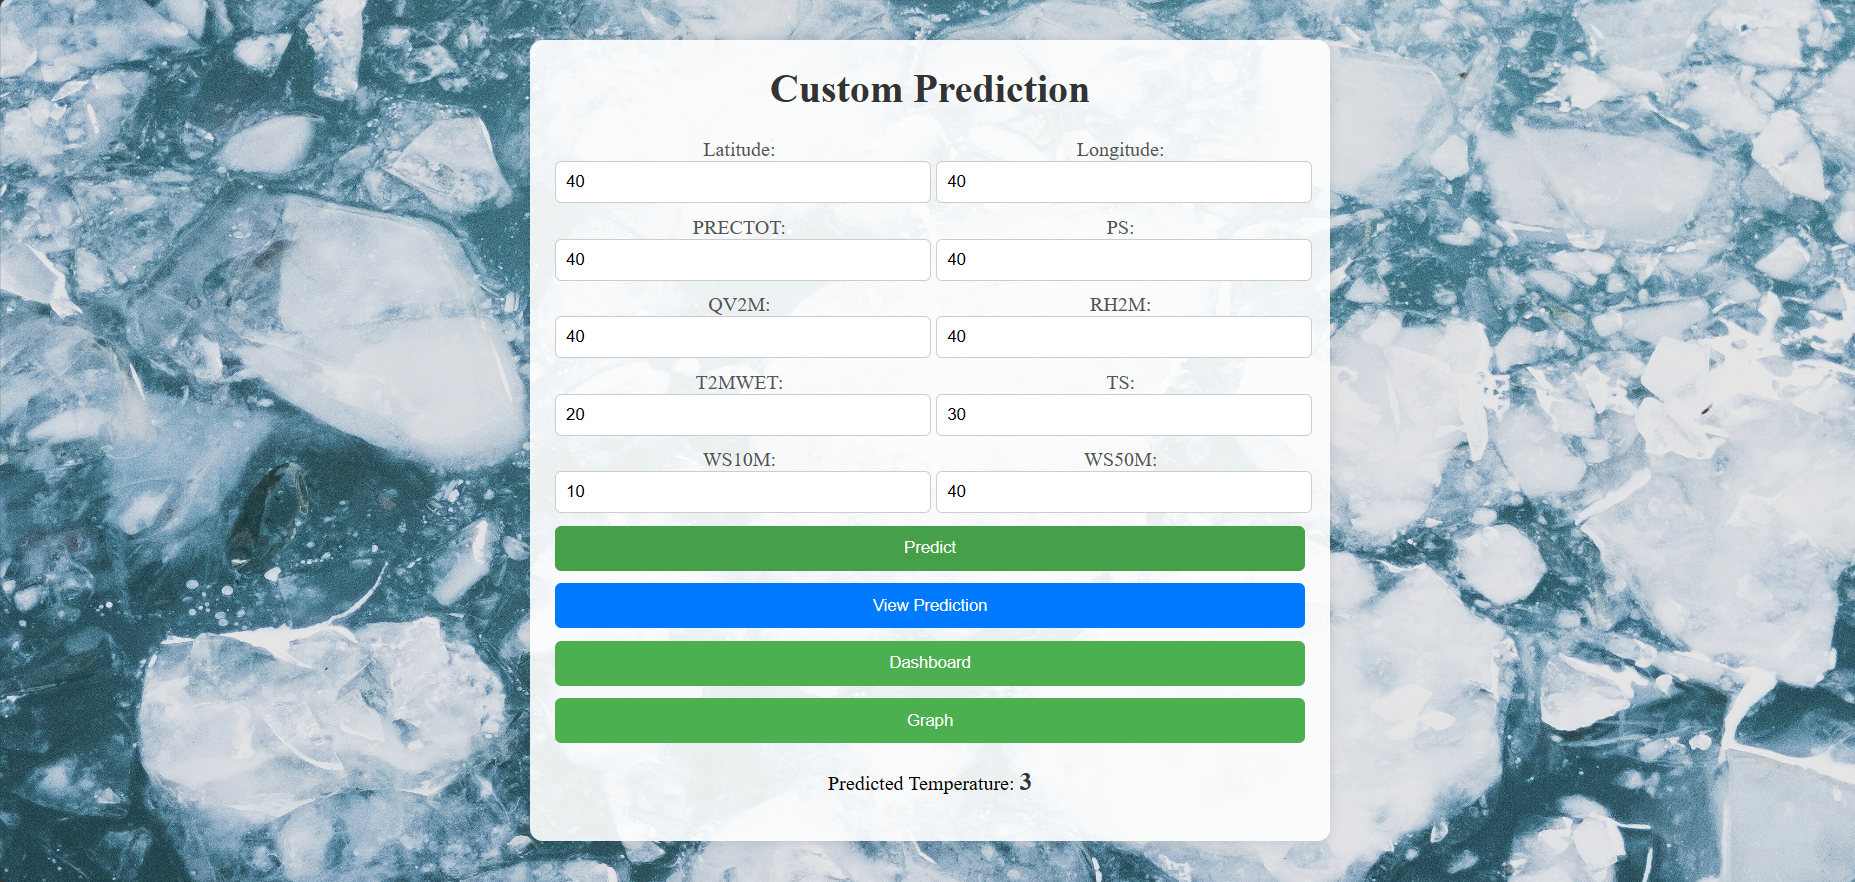 Custom Prediction
Latitude: Longitude:
40 40
PRECTOT: PS:
40 40
QV2M: RH2M:
40 40
T2MWET: TS:
20 30
WS10M: WS50M:
10 40
Predict
View Prediction
Dashboard
Graph
Predicted Temperature: 3